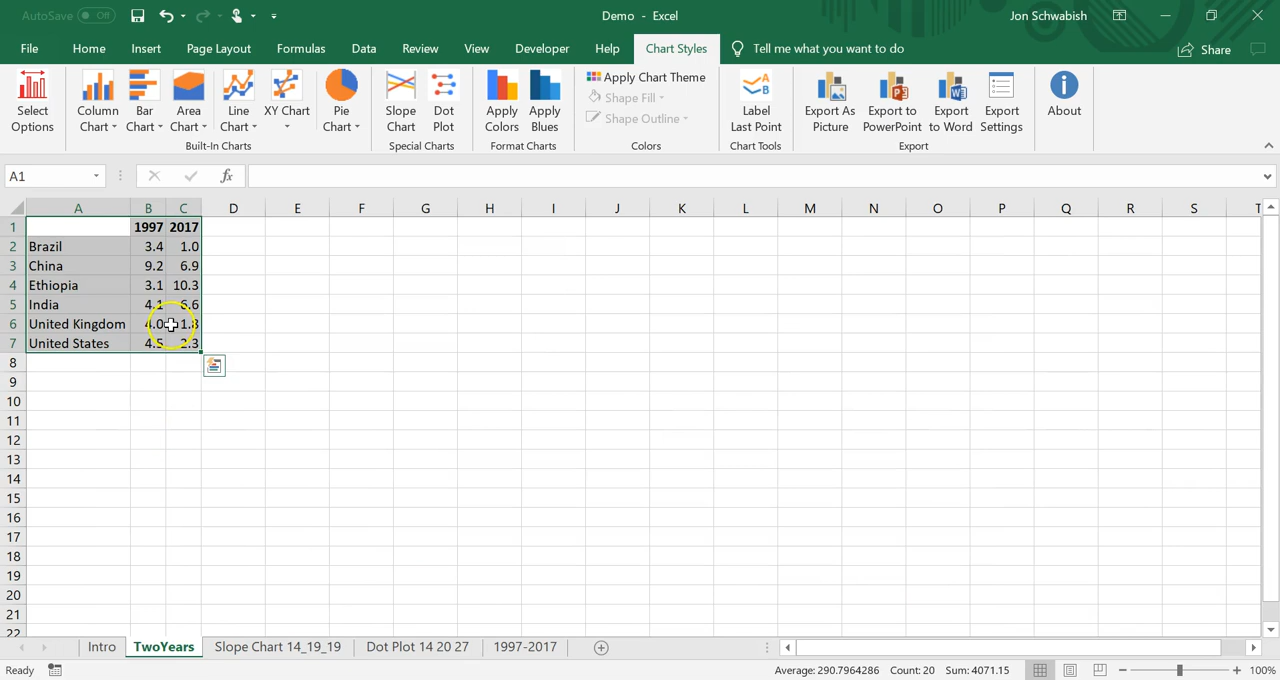 AutoSave Off
Demo - Excel
Jon Schwabish
File Home Insert Page Layout Formulas Data Review View Developer Help Chart Styles Tell me what you want to do Share
Select Options
Column Chart
Bar Chart
Area Chart
Line Chart
XY Chart
Pie Chart
Built-In Charts
Slope Chart
Dot Plot
Special Charts
Apply Colors
Apply Blues
Format Charts
Apply Chart Theme
Shape Fill
Shape Outline
Colors
Label Last Point
Chart Tools
Export As Picture
Export to PowerPoint
Export to Word
Export Settings
Export
About
A1 fx
A B C D E F G H I J K L M N O P Q R S T
1 1997 2017
2 Brazil 3.4 1.0
3 China 9.2 6.9
4 Ethiopia 3.1 10.3
5 India 4.1 6.6
6 United Kingdom 4.0 1.8
7 United States 4.5 2.3
8
9
10
11
12
13
14
15
16
17
18
19
20
21
22
Intro TwoYears Slope Chart 14_19_19 Dot Plot 14 20 27 1997-2017
Ready Average: 290.7964286 Count: 20 Sum: 4071.15 100%